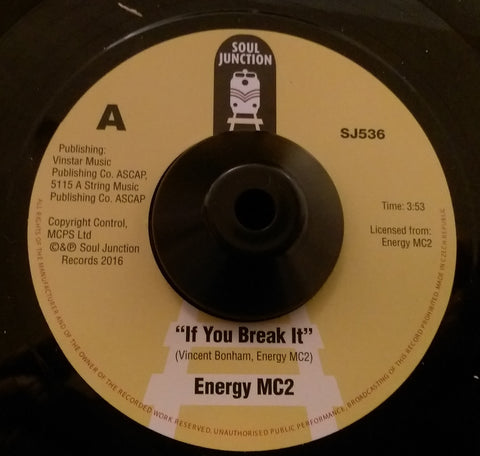 SOUL
JUNCTION
A
SJ536
Publishing:
Vinstar Music
Publishing Co. ASCAP,
5115 A String Music
Publishing Co. ASCAP
Copyright Control,
MCPS Ltd
©&℗ Soul Junction
Records 2016
Time: 3:53
Licensed from:
Energy MC2
"If You Break It"
(Vincent Bonham, Energy MC2)
Energy MC2
ALL RIGHTS OF THE MANUFACTURER AND OF THE OWNER OF THE RECORDED WORK RESERVED. UNAUTHORISED PUBLIC PERFORMANCE, BROADCASTING OF THIS RECORD PROHIBITED. MADE IN CZECH REPUBLIC